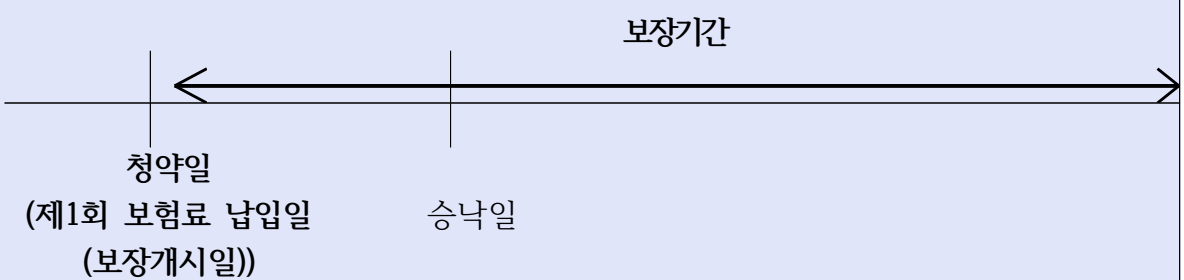 보장기간
청약일
(제1회 보험료 납입일
승낙일
(보장개시일))